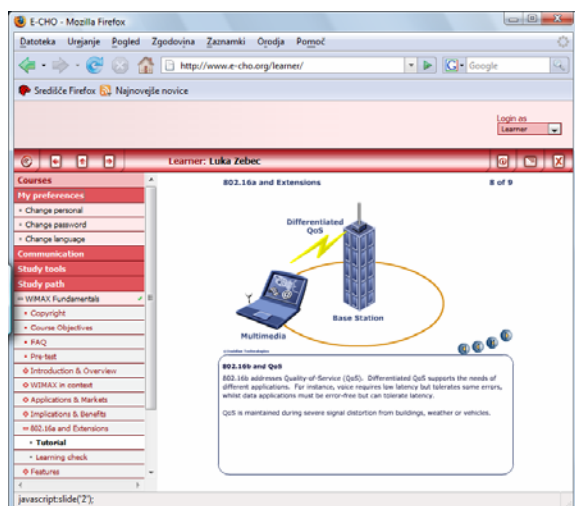 E-CHO - Mozilla Firefox
Datoteka Urejanje Pogled Zgodovina Zaznamki Orodja Pomoč
http://www.e-cho.org/learner/
Google
Središče Firefox Najnovejše novice
Login as
Learner
Learner: Luka Zebec
Courses
My preferences
Change personal
Change password
Change language
Communication
Study tools
Study path
WiMAX Fundamentals
Copyright
Course Objectives
FAQ
Pre-test
Introduction & Overview
WiMAX in context
Applications & Markets
Implications & Benefits
802.16a and Extensions
Tutorial
Learning check
Features
802.16a and Extensions 8 of 9
Differentiated
QoS
Base Station
Multimedia
802.16b and QoS
802.16b addresses Quality-of-Service (QoS). Differentiated QoS supports the needs of
different applications. For instance, voice requires low latency but tolerates some errors,
whilst data applications must be error-free but can tolerate latency.
QoS is maintained during severe signal distortion from buildings, weather or vehicles.
javascript:slide('2');